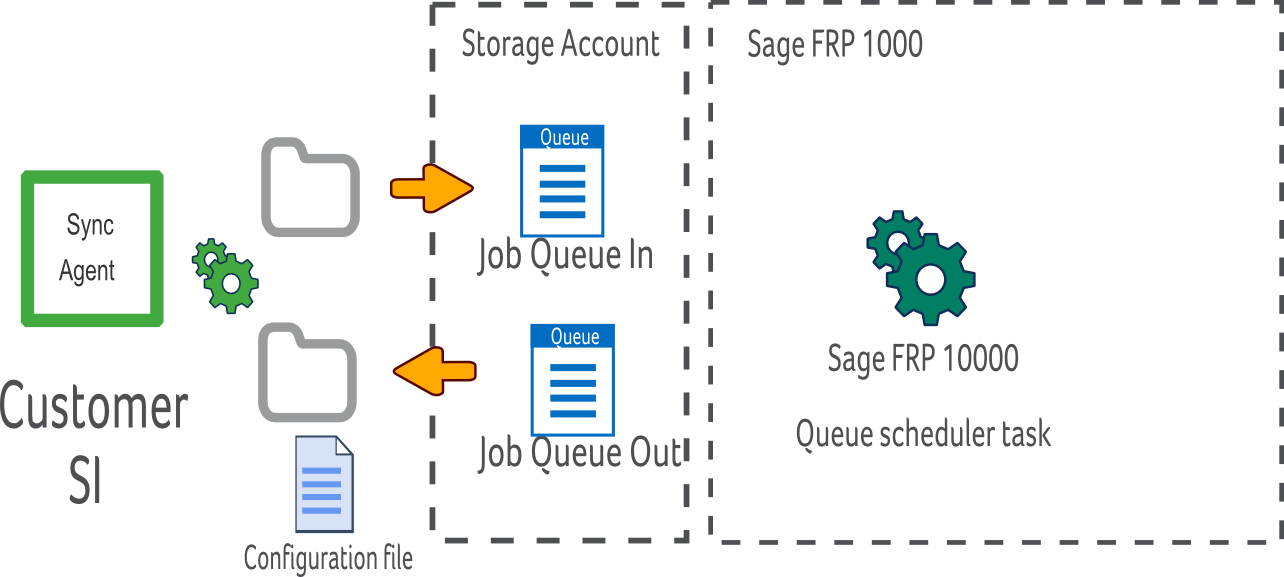 Storage Account
Sage FRP 1000
Queue
Sync
Agent
Job Queue In
Queue
Sage FRP 10000
Customer
SI
Queue scheduler task
Job Queue Out
Configuration file